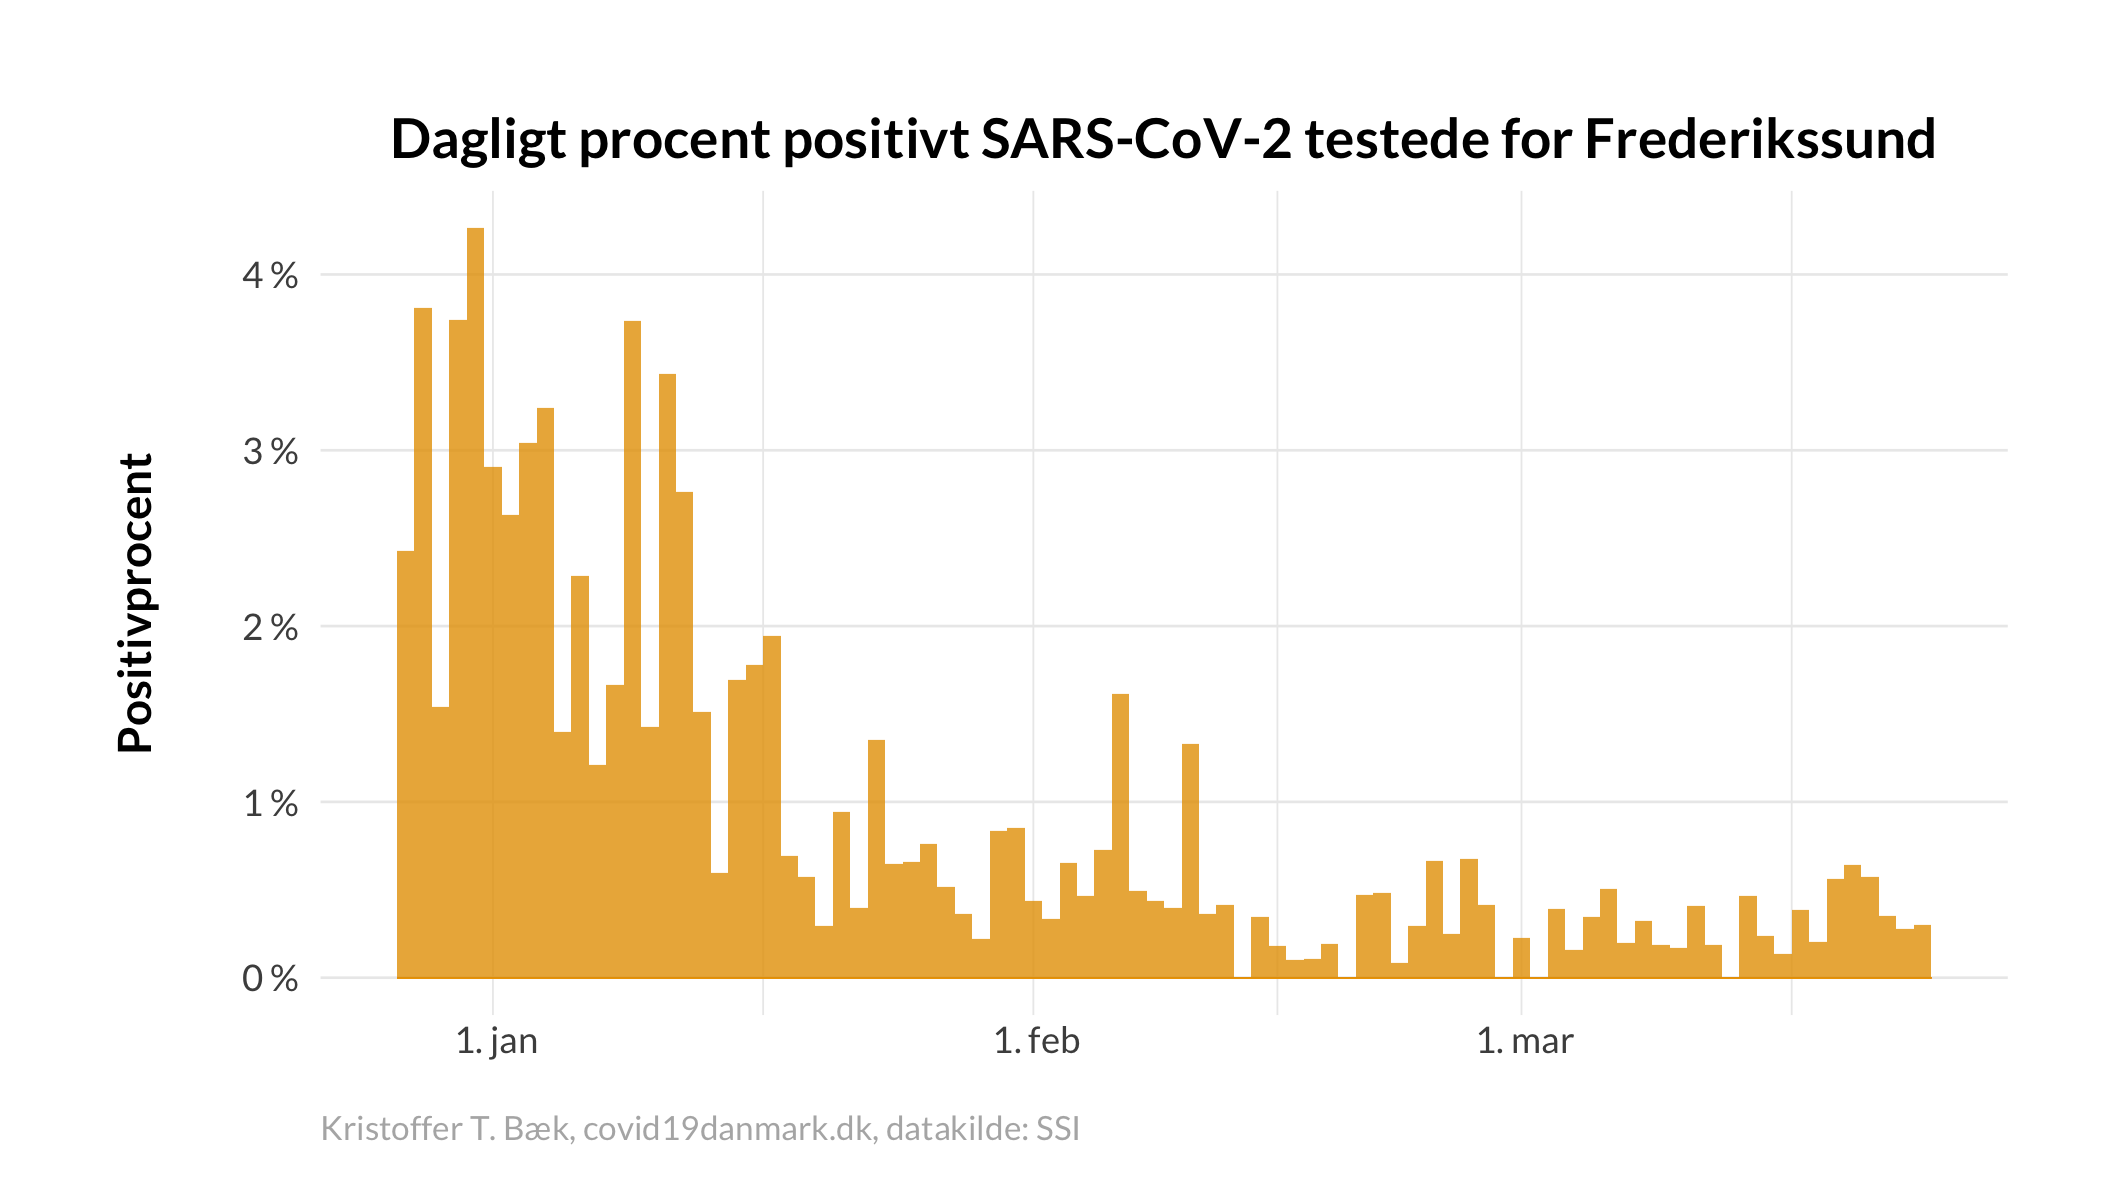 Dagligt procent positivt SARS-CoV-2 testede for Frederikssund
Positivprocent
4 %
3 %
2 %
1 %
0 %
1. jan
1. feb
1. mar
Kristoffer T. Bæk, covid19danmark.dk, datakilde: SSI